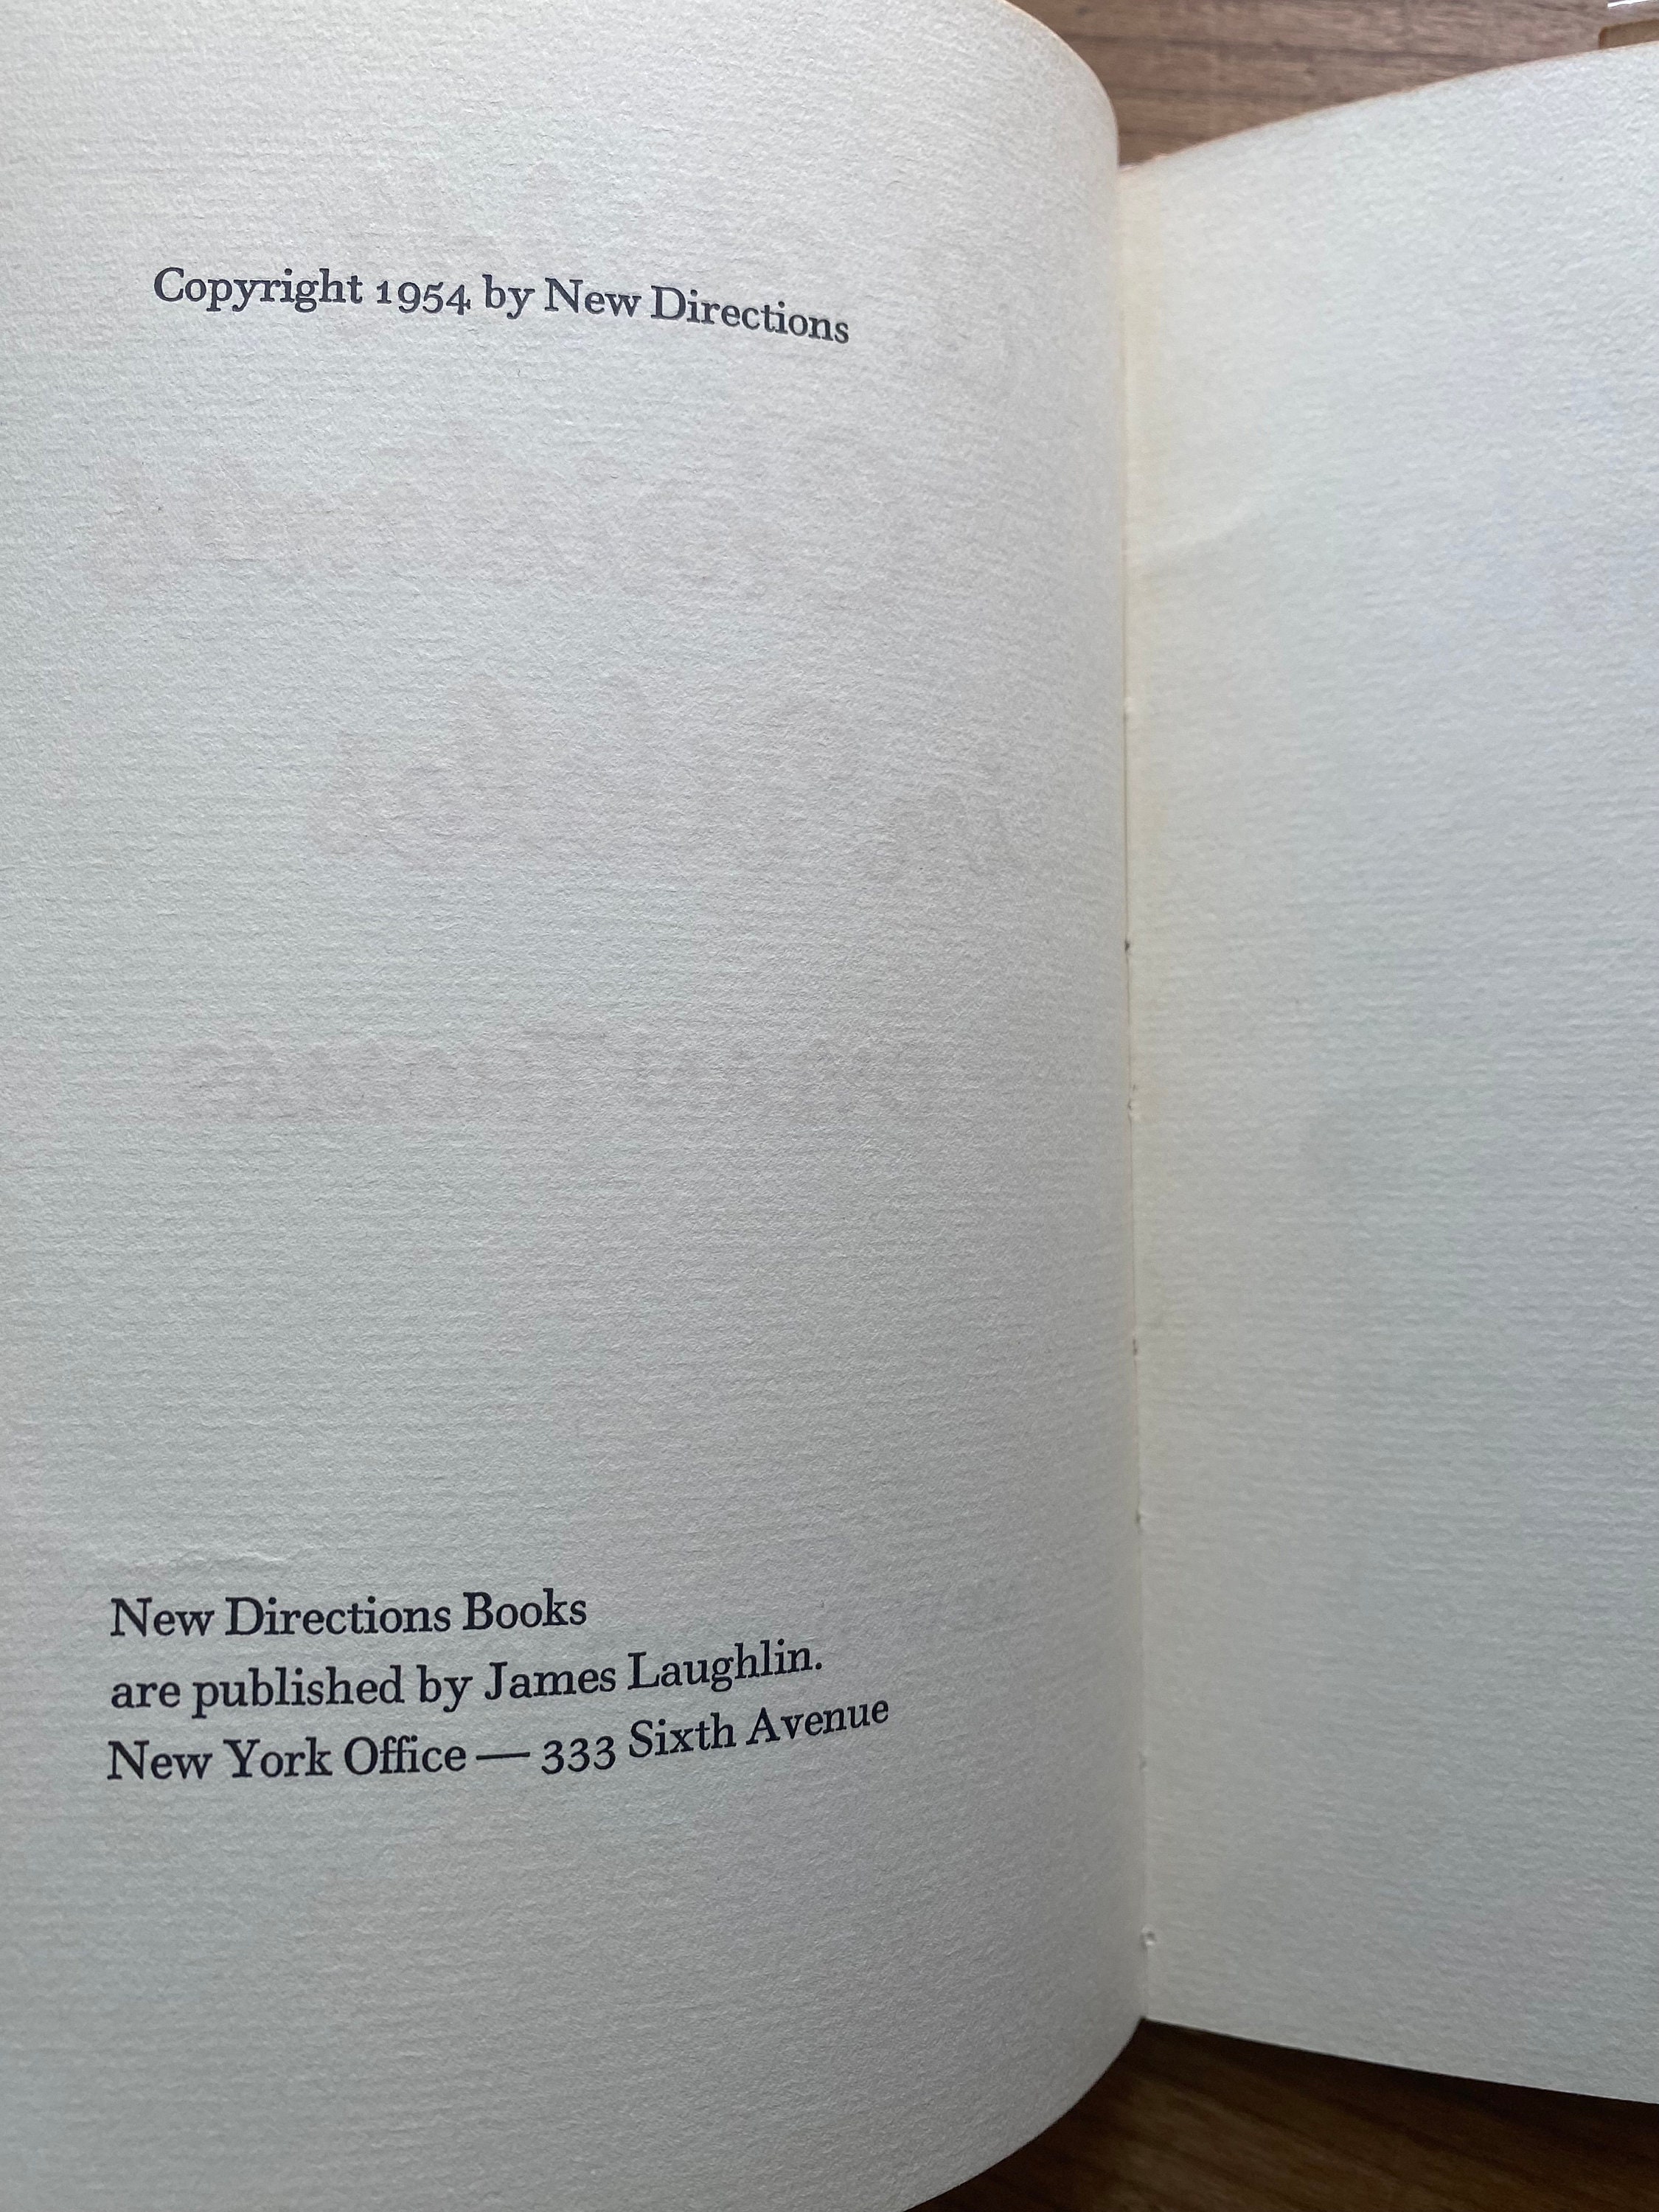 Copyright 1954 by New Directions
New Directions Books
are published by James Laughlin.
New York Office — 333 Sixth Avenue